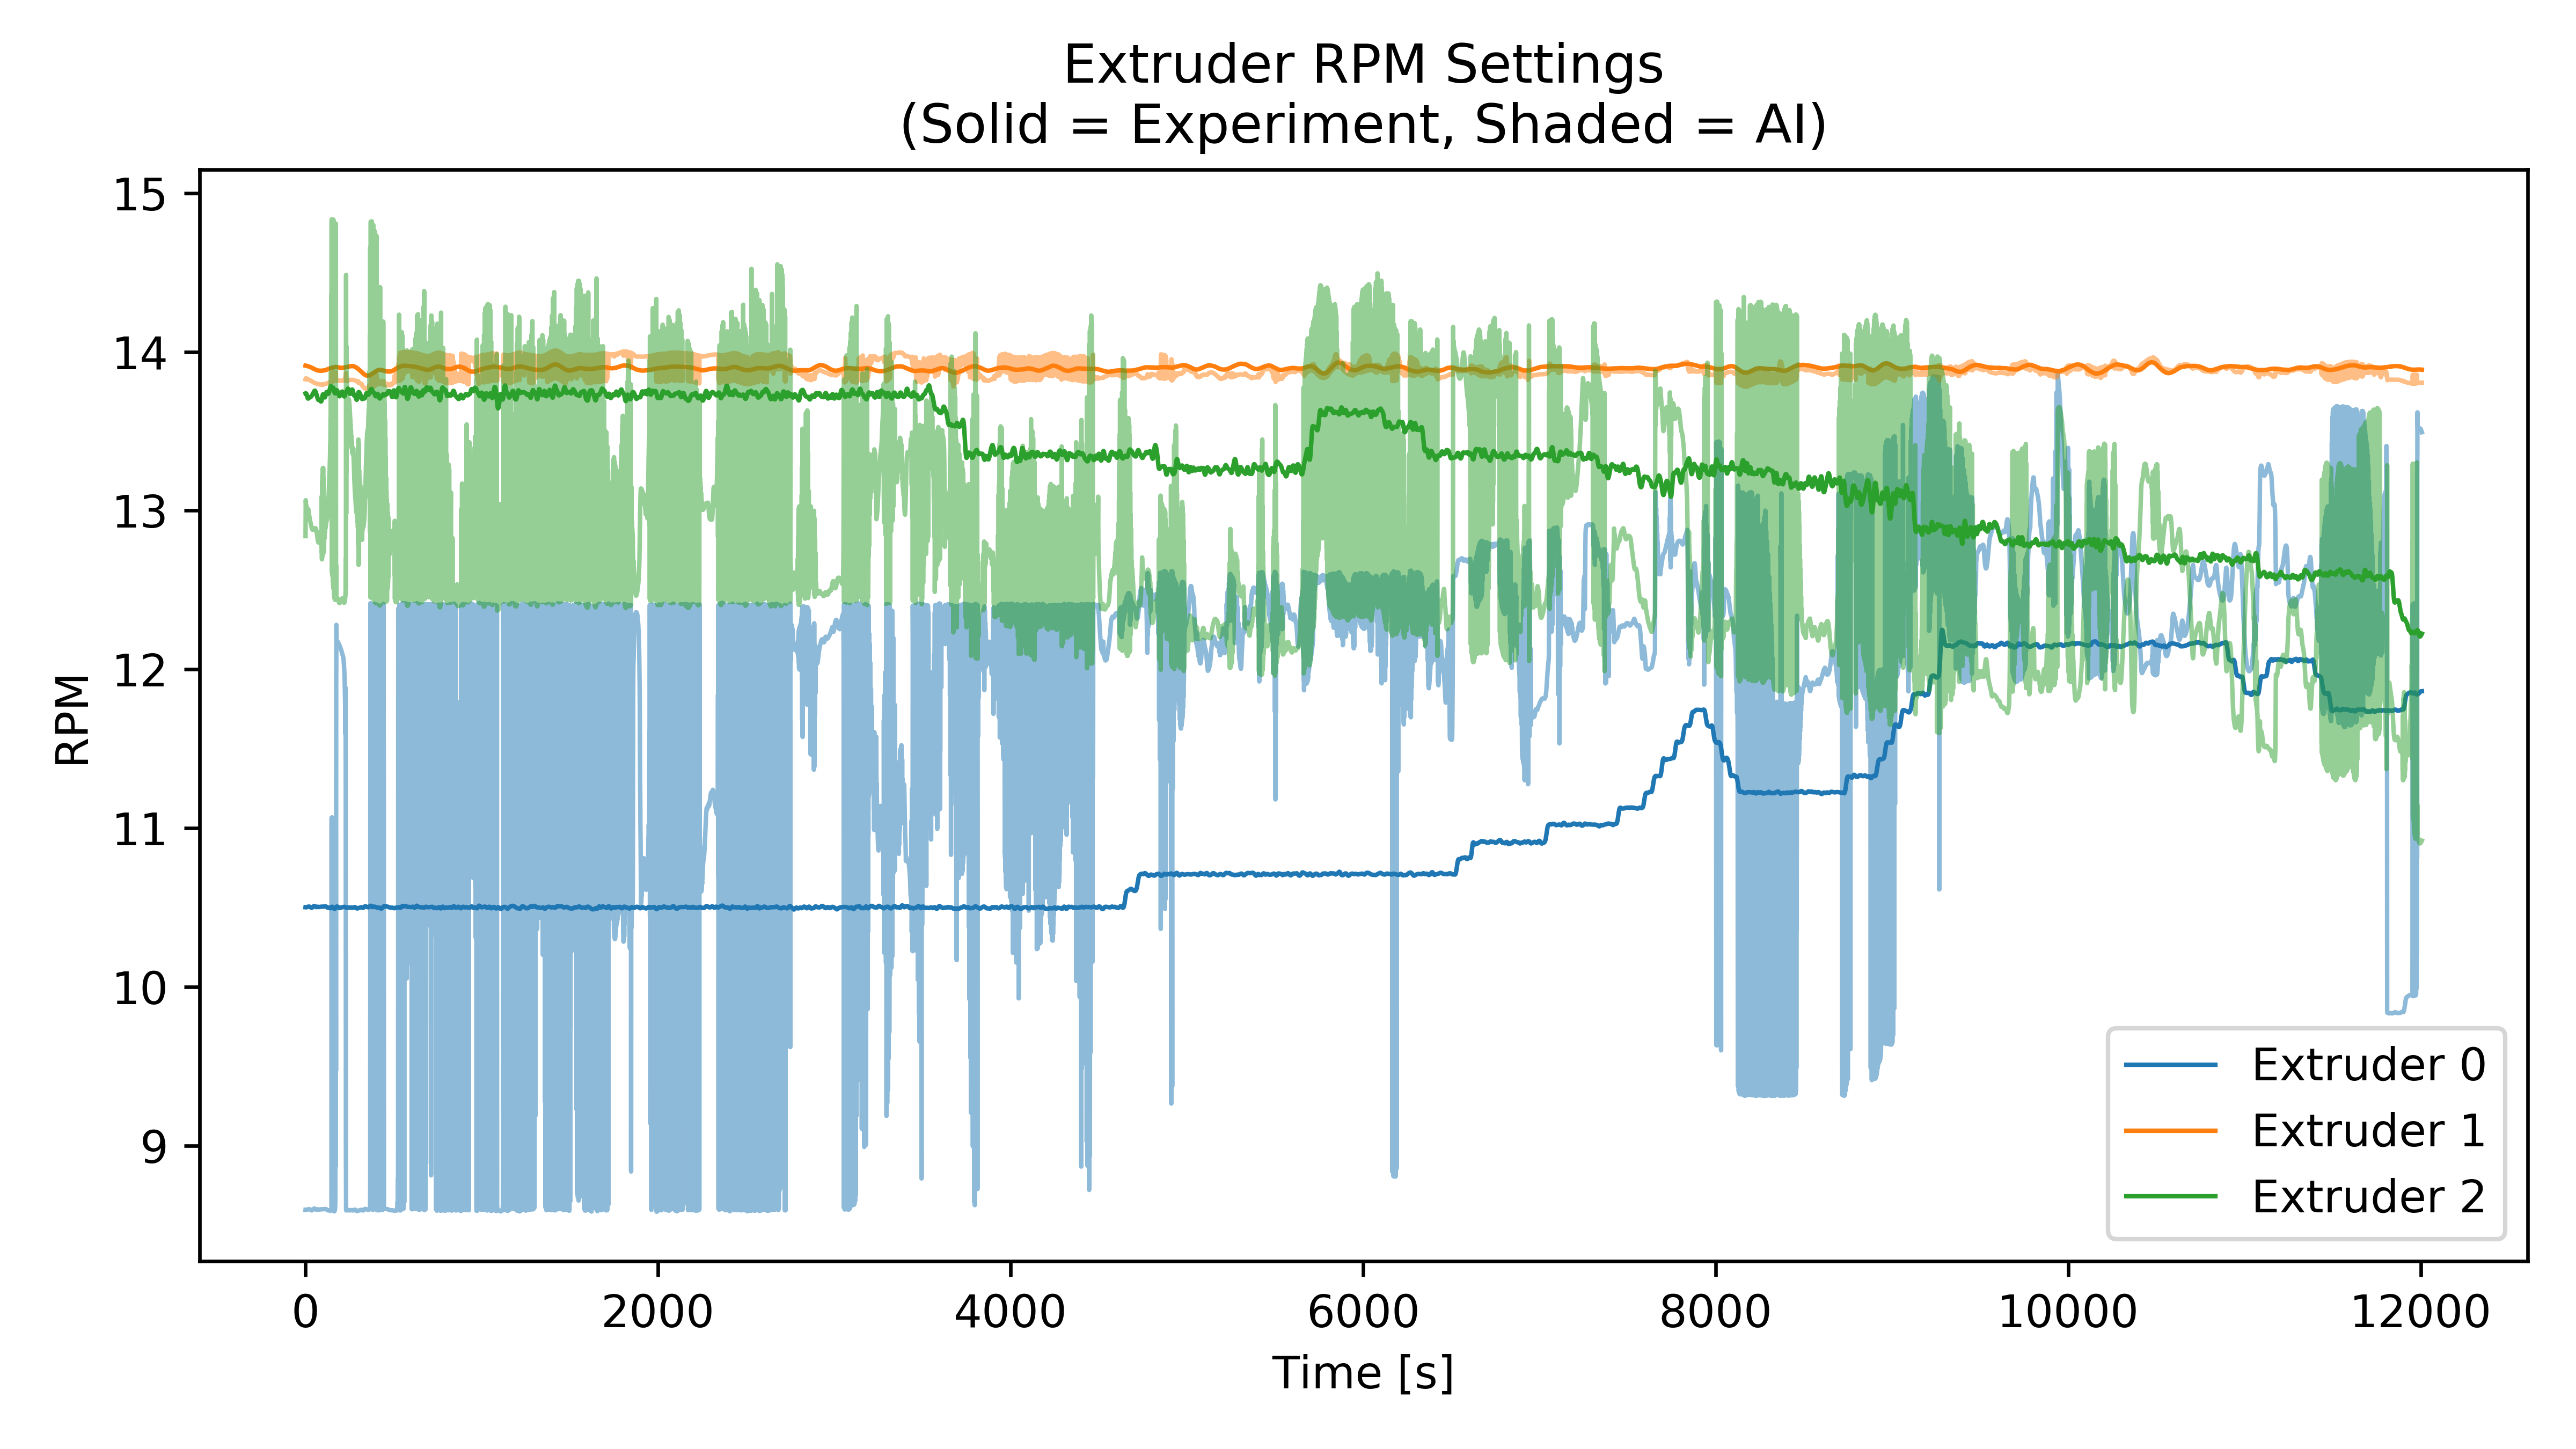 Extruder RPM Settings
(Solid = Experiment, Shaded = AI)
15
14
13
12
11
10
9
RPM
0
2000
4000
6000
8000
10000
12000
Time [s]
Extruder 0
Extruder 1
Extruder 2